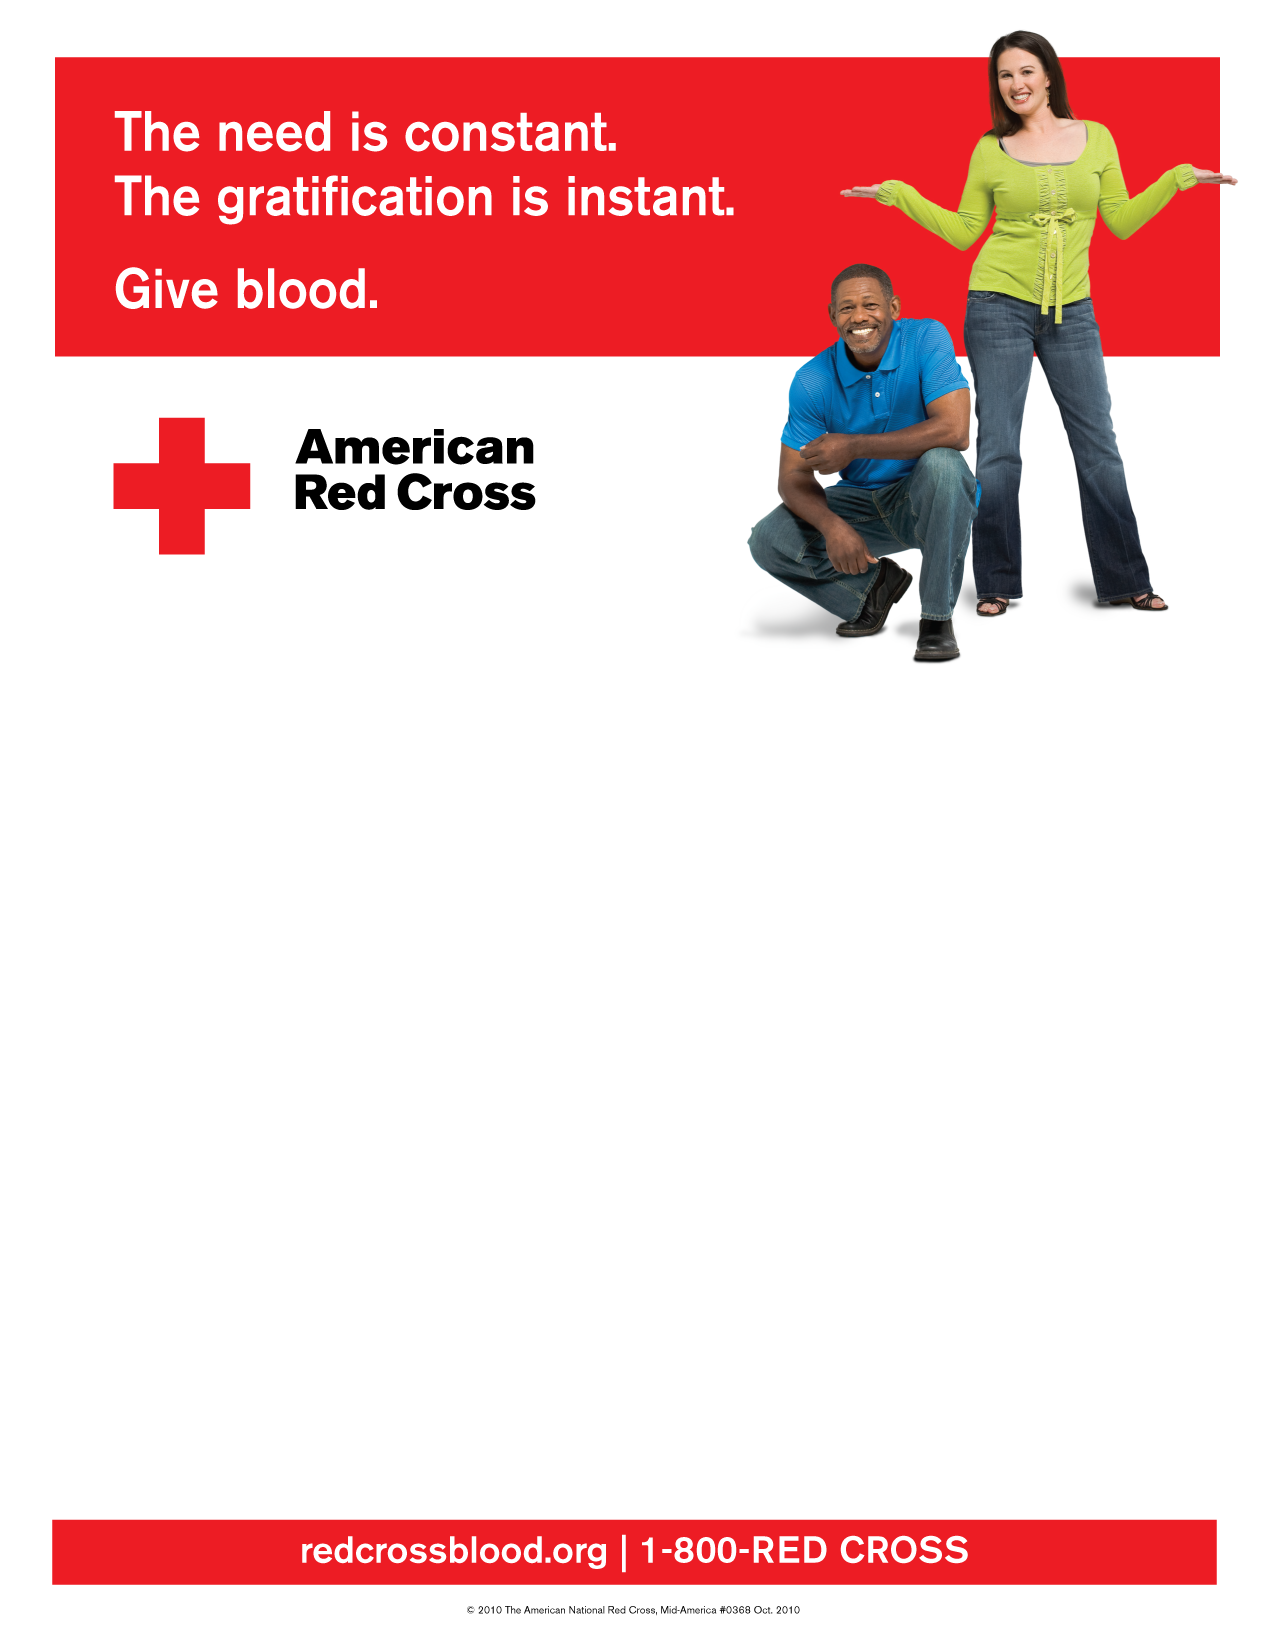 The need is constant.
The gratification is instant.
Give blood.
American
Red Cross
redcrossblood.org | 1-800-RED CROSS
© 2010 The American National Red Cross, Mid-America #0368 Oct. 2010